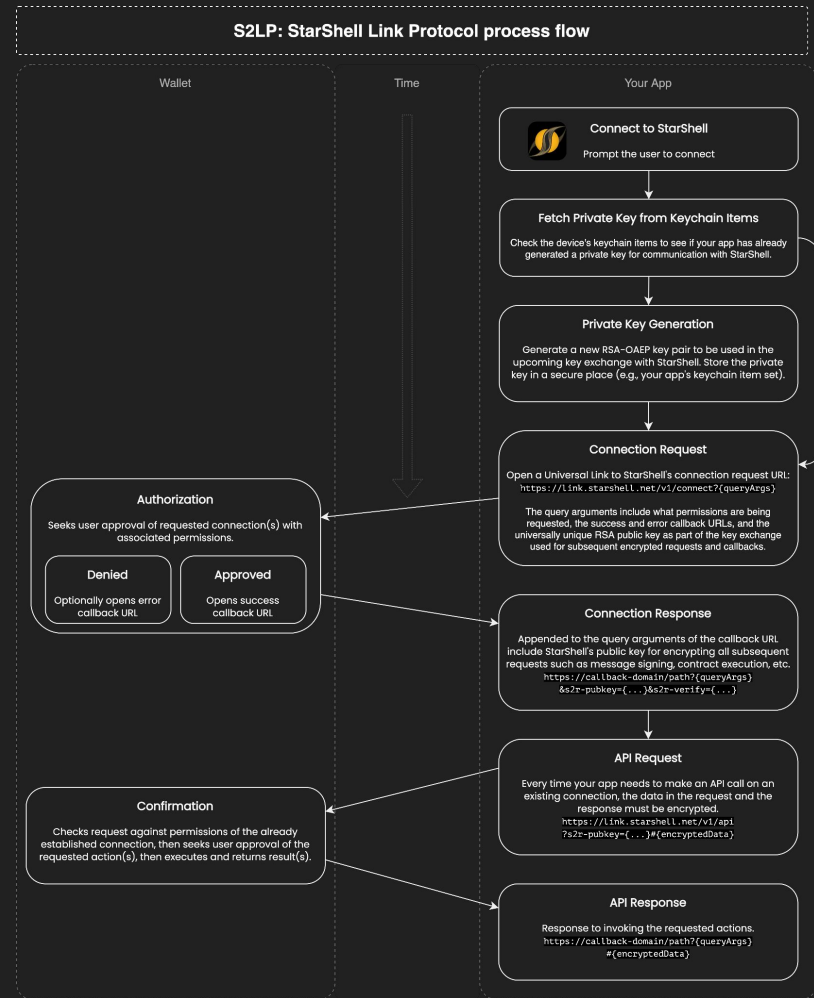 S2LP: StarShell Link Protocol process flow
Wallet
Time
Your App
Connect to StarShell
Prompt the user to connect
Fetch Private Key from Keychain Items
Check the device's keychain items to see if your app has already
generated a private key for communication with StarShell.
Private Key Generation
Generate a new RSA-OAEP key pair to be used in the
upcoming key exchange with StarShell. Store the private
key in a secure place (e.g., your app's keychain item set).
Connection Request
Open a Universal Link to StarShell's connection request URL:
https://link.starshell.net/v1/connect?{queryArgs}
The query arguments include what permissions are being
requested, the success and error callback URLs, and the
universally unique RSA public key as part of the key exchange
used for subsequent encrypted requests and callbacks.
Authorization
Seeks user approval of requested connection(s) with
associated permissions.
Denied
Optionally opens error
callback URL
Approved
Opens success
callback URL
Connection Response
Appended to the query arguments of the callback URL
include StarShell's public key for encrypting all subsequent
requests such as message signing, contract execution, etc.
https://callback-domain/path?{queryArgs}
&s2r-pubkey={...}&s2r-verify={...}
API Request
Every time your app needs to make an API call on an
existing connection, the data in the request and the
response must be encrypted.
https://link.starshell.net/v1/api
?s2r-pubkey={...}#{encryptedData}
Confirmation
Checks request against permissions of the already
established connection, then seeks user approval of the
requested action(s), then executes and returns result(s).
API Response
Response to invoking the requested actions.
https://callback-domain/path?{queryArgs}
#{encryptedData}